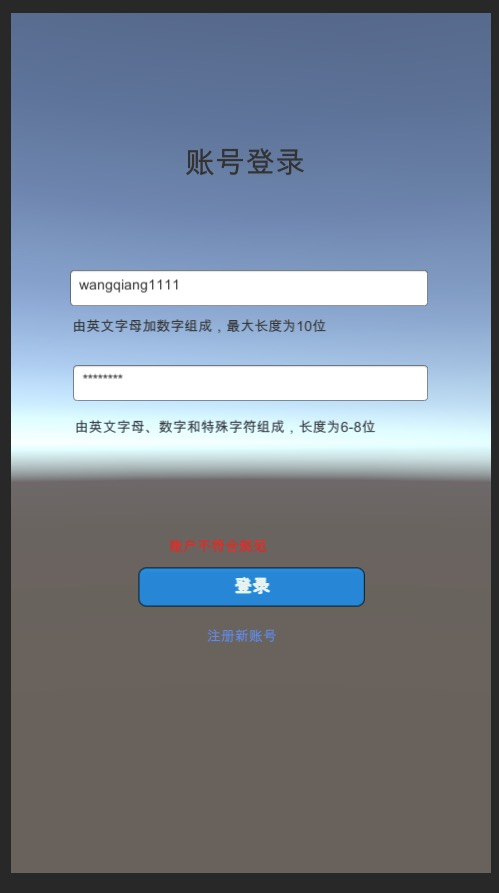 账号登录
wangqiang1111
由英文字母加数字组成，最大长度为10位
********
由英文字母、数字和特殊字符组成，长度为6-8位
账户不符合规范
登录
注册新账号